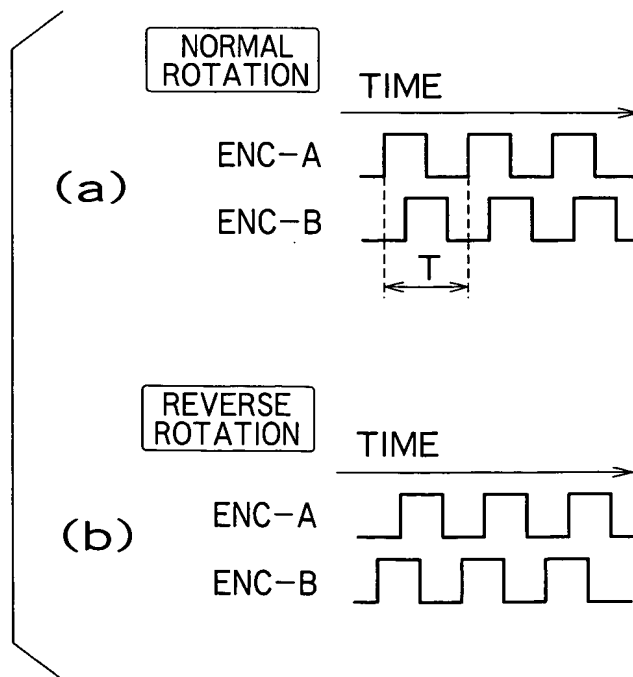 NORMAL
ROTATION
TIME
ENC-A
(a)
ENC-B
T
REVERSE
ROTATION
TIME
ENC-A
(b)
ENC-B